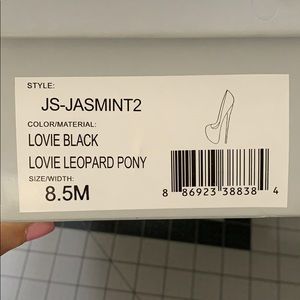 STYLE:
JS-JASMINT2
COLOR/MATERIAL:
LOVIE BLACK
LOVIE LEOPARD PONY
SIZE/WIDTH:
8.5M
8 86923 38838 4